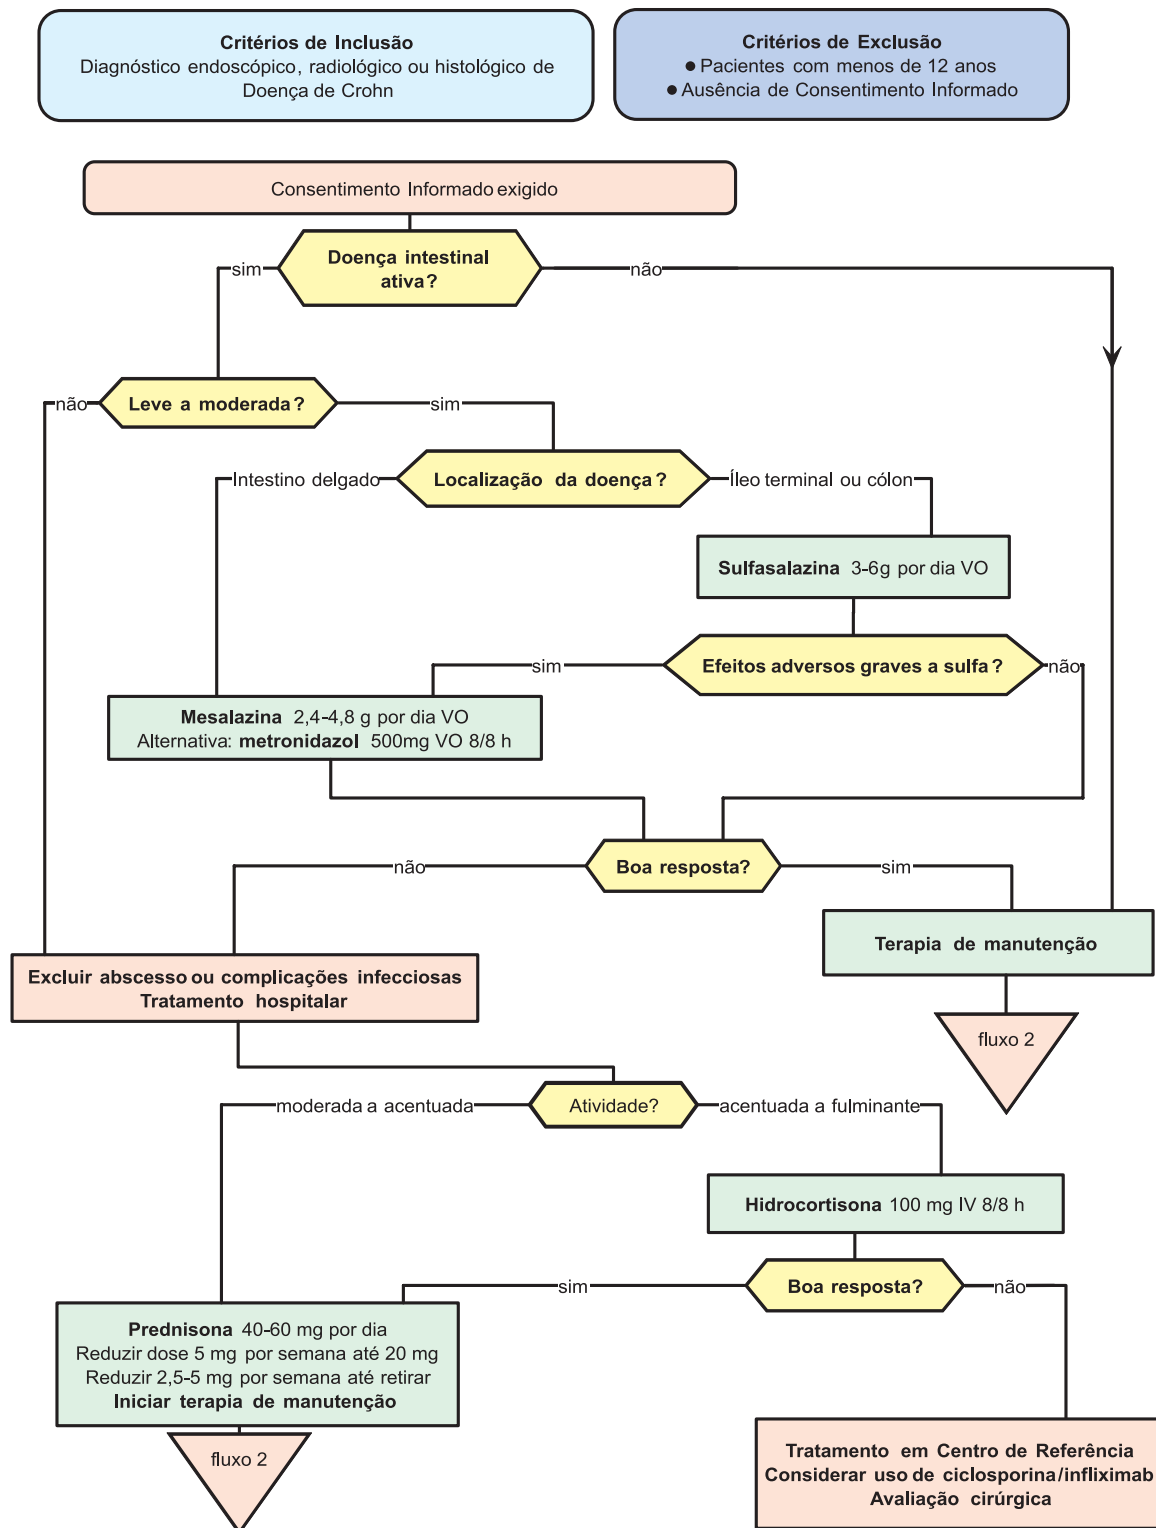 Critérios de Inclusão
Diagnóstico endoscópico, radiológico ou histológico de
Doença de Crohn
Critérios de Exclusão
● Pacientes com menos de 12 anos
● Ausência de Consentimento Informado
Consentimento Informado exigido
Doença intestinal
ativa?
sim
não
Leve a moderada?
não
sim
Localização da doença?
Intestino delgado
Íleo terminal ou cólon
Sulfasalazina 3-6g por dia VO
Efeitos adversos graves a sulfa?
sim
não
Mesalazina 2,4-4,8 g por dia VO
Alternativa: metronidazol 500mg VO 8/8 h
Boa resposta?
não
sim
Terapia de manutenção
Excluir abscesso ou complicações infecciosas
Tratamento hospitalar
fluxo 2
Atividade?
moderada a acentuada
acentuada a fulminante
Hidrocortisona 100 mg IV 8/8 h
Boa resposta?
sim
não
Prednisona 40-60 mg por dia
Reduzir dose 5 mg por semana até 20 mg
Reduzir 2,5-5 mg por semana até retirar
Iniciar terapia de manutenção
fluxo 2
Tratamento em Centro de Referência
Considerar uso de ciclosporina/infliximab
Avaliação cirúrgica